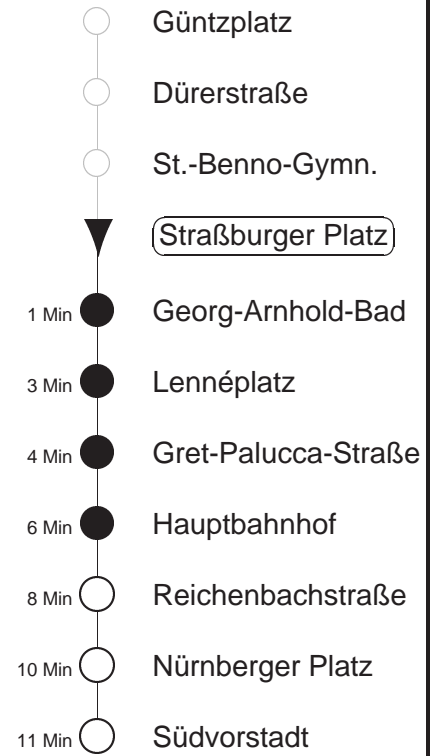 Güntzplatz
Dürerstraße
St.-Benno-Gymn.
Straßburger Platz
1 Min Georg-Arnhold-Bad
3 Min Lennéplatz
4 Min Gret-Palucca-Straße
6 Min Hauptbahnhof
8 Min Reichenbachstraße
10 Min Nürnberger Platz
11 Min Südvorstadt